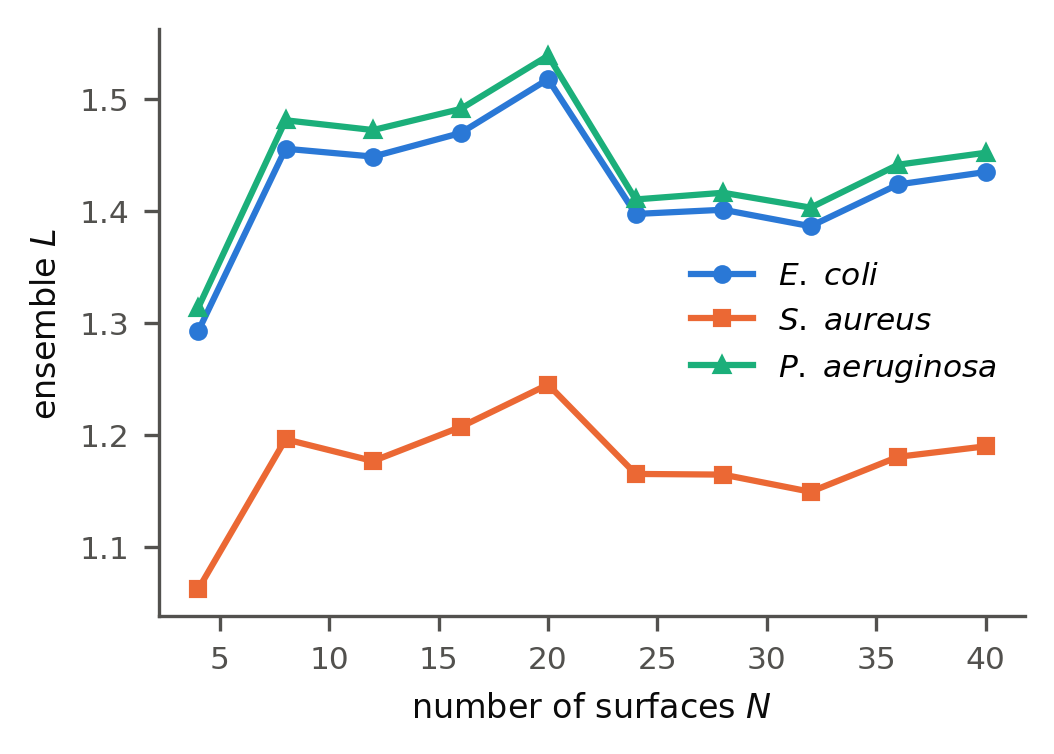 1.5
1.4
1.3
1.2
1.1
ensemble L
E. coli
S. aureus
P. aeruginosa
5 10 15 20 25 30 35 40
number of surfaces N